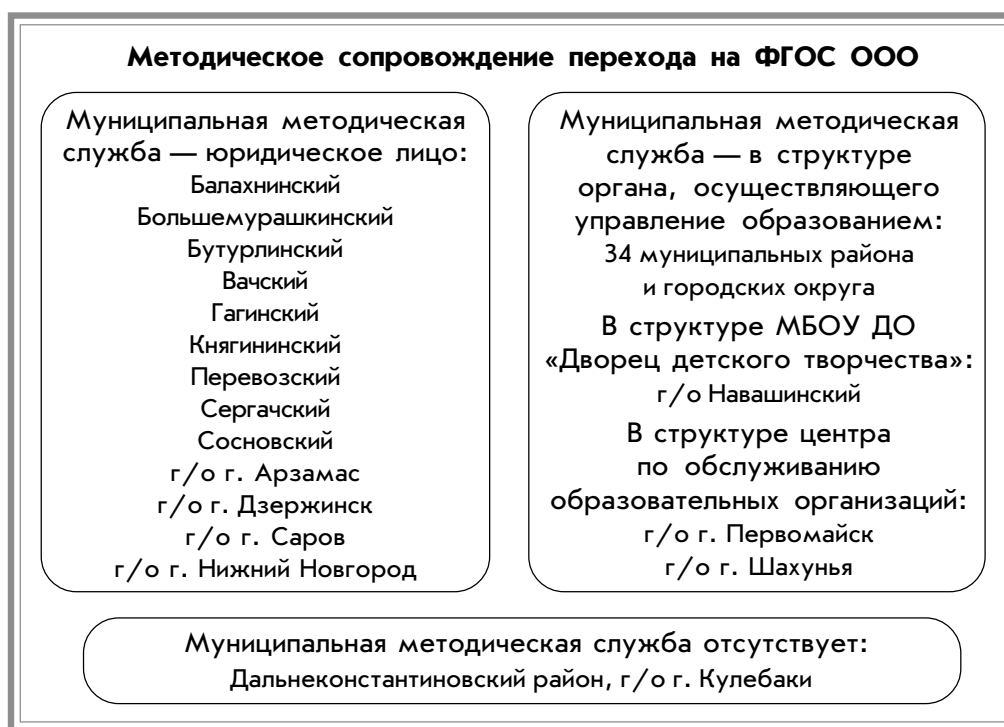 Методическое сопровождение перехода на ФГОС ООО
Муниципальная методическая
служба — юридическое лицо:
Балахнинский
Большемурашкинский
Бутурлинский
Вачский
Гагинский
Княгининский
Перевозский
Сергачский
Сосновский
г/о г. Арзамас
г/о г. Дзержинск
г/о г. Саров
г/о г. Нижний Новгород
Муниципальная методическая
служба — в структуре
органа, осуществляющего
управление образованием:
34 муниципальных района
и городских округа
В структуре МБОУ ДО
«Дворец детского творчества»:
г/о Навашинский
В структуре центра
по обслуживанию
образовательных организаций:
г/о г. Первомайск
г/о г. Шахунья
Муниципальная методическая служба отсутствует:
Дальнеконстантиновский район, г/о г. Кулебаки